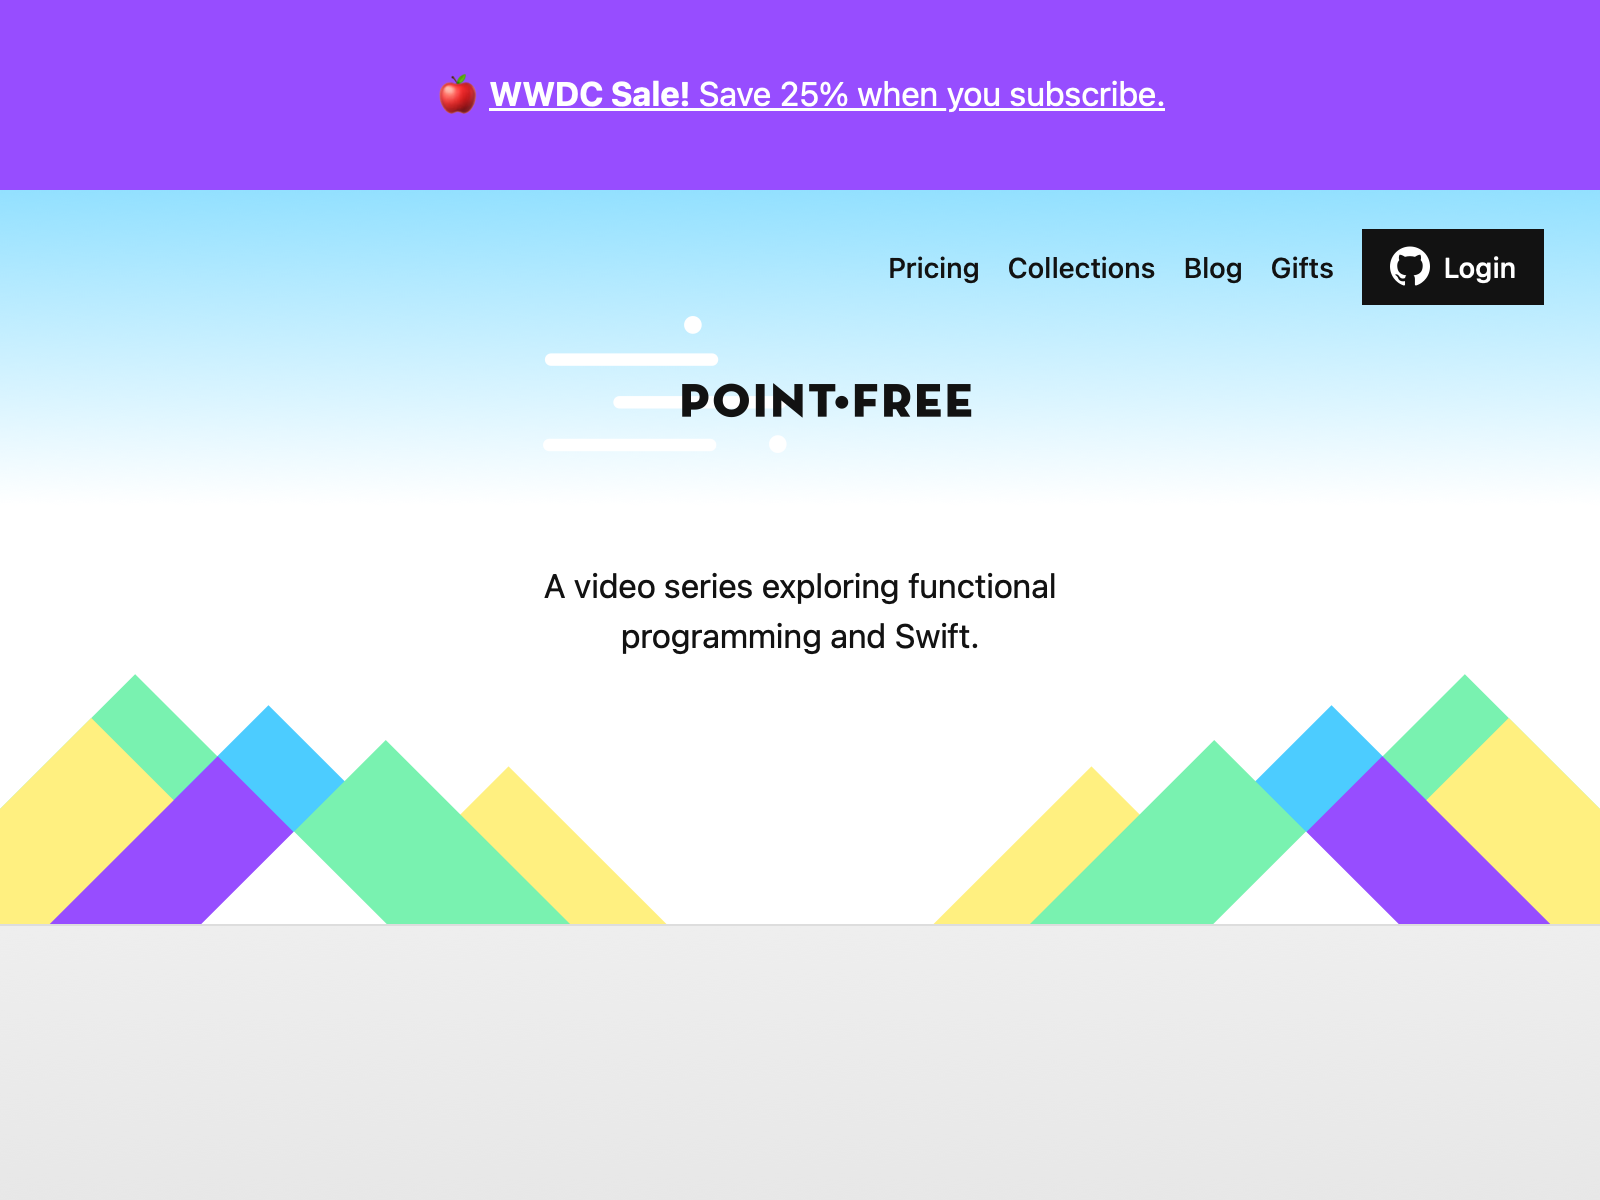 🍎 WWDC Sale! Save 25% when you subscribe.
Pricing Collections Blog Gifts Login
POINT•FREE
A video series exploring functional
programming and Swift.